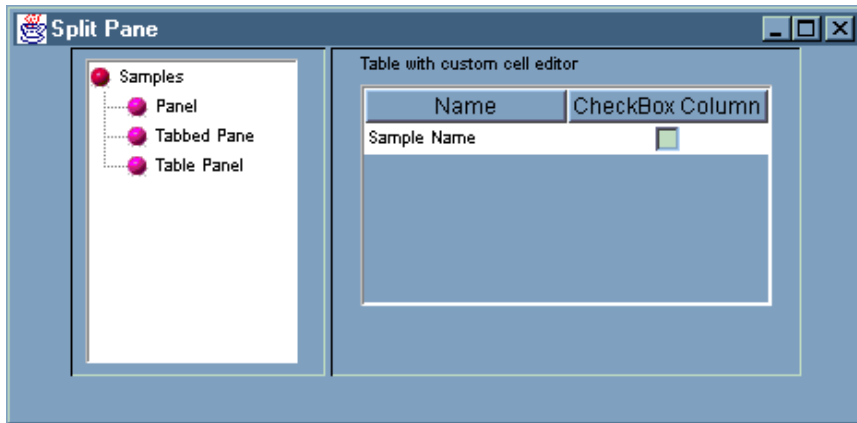 Split Pane
Samples
Panel
Tabbed Pane
Table Panel
Table with custom cell editor
Name CheckBox Column
Sample Name